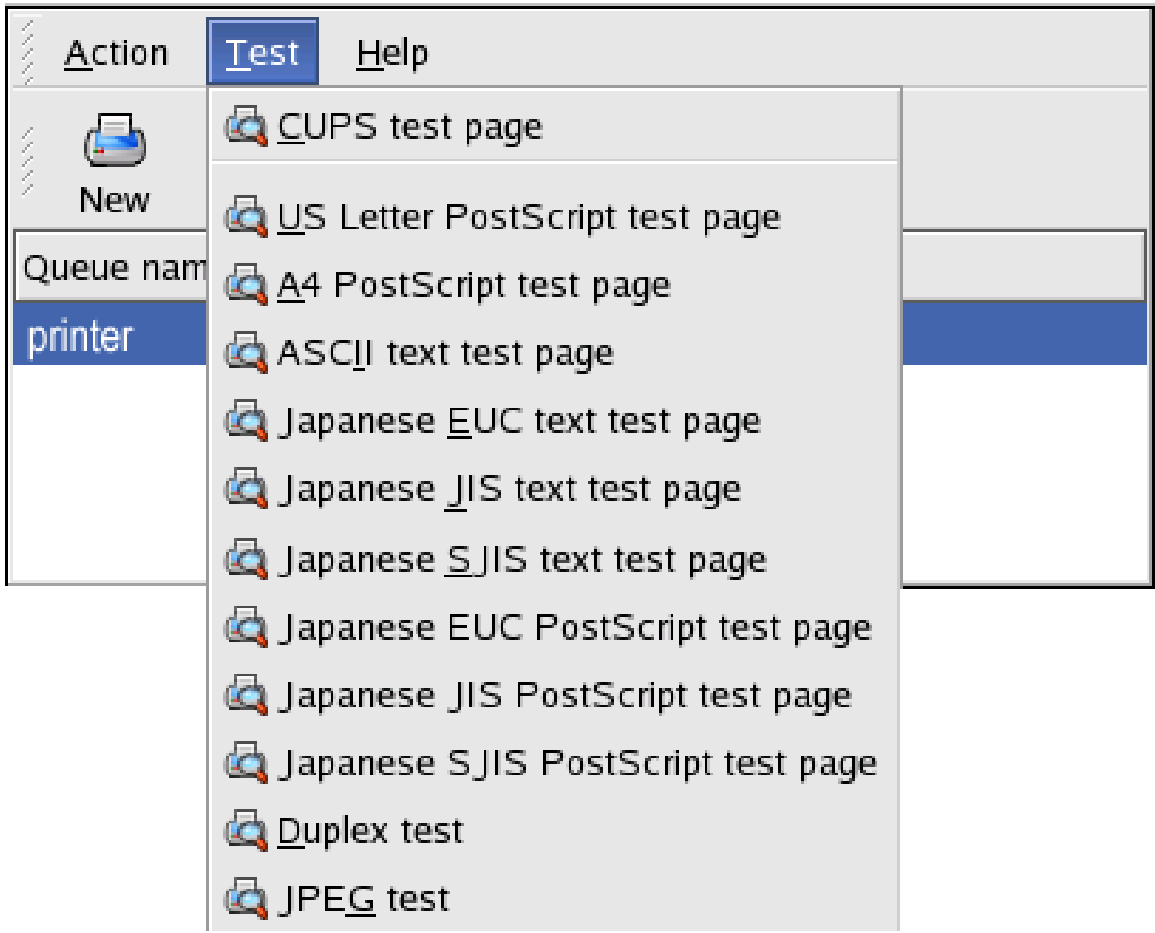 Action Test Help
CUPS test page
New
US Letter PostScript test page
Queue nam
A4 PostScript test page
printer
ASCII text test page
Japanese EUC text test page
Japanese JIS text test page
Japanese SJIS text test page
Japanese EUC PostScript test page
Japanese JIS PostScript test page
Japanese SJIS PostScript test page
Duplex test
JPEG test